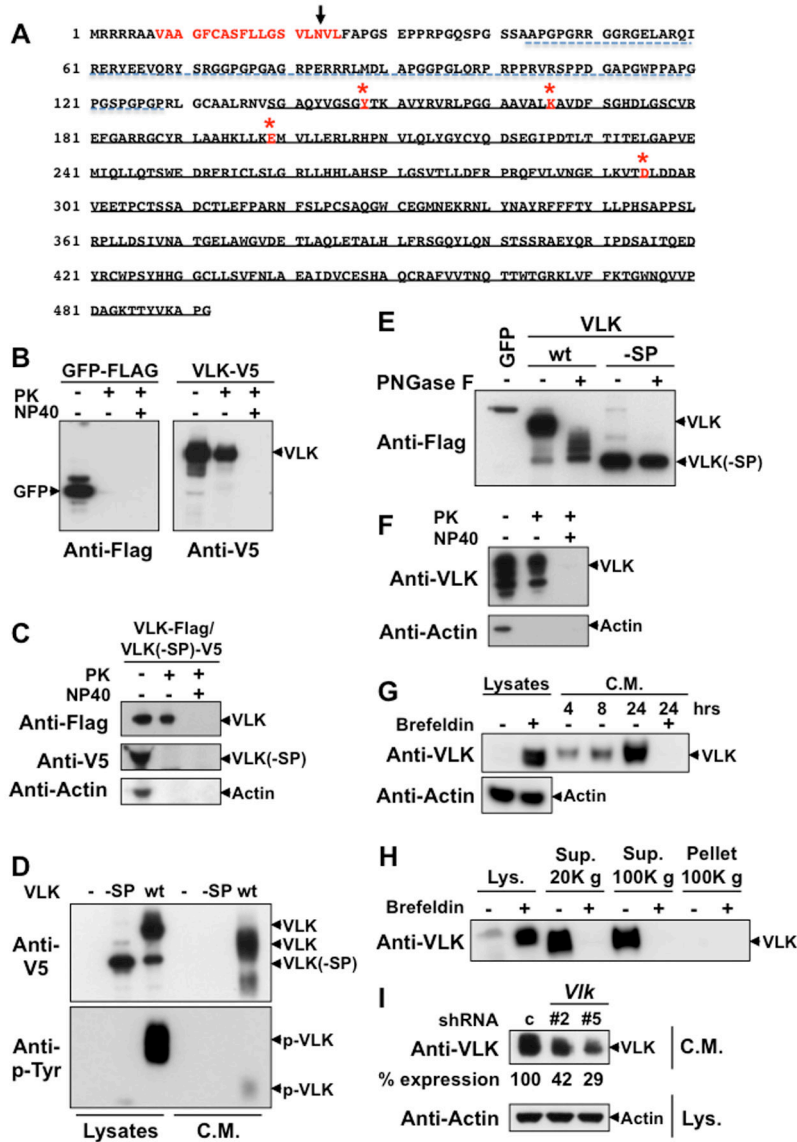 A
1 MRRRRAAVAA GFCASFLLGS VLNVLFAPGS EPPRPGQSPG SSAAPGPGRR GGRGELARQI
61 RERYEEVQRY SRGGPGPGAG RPERRRLMDL APGGPGLQRP RPPRVRSPPD GAPGWPPAPG
121 PGSPGPGPRL GCAALRNVSG AQYVGSGYTK AVYRVRLPGG AAVALKAVDF SGHDLGSCVR
181 EFGARRGCYR LAAHKLLKEM VLLERLRHPN VLQLYGYCYQ DSEGIPDTLT TITELGAPVE
241 MIQLLQTSWE DRFRICLSLG RLLHHLAHSP LGSVTLLDFR PRQFVLVNGE LKVTDLDDAR
301 VEETPCTSSA DCTLEFPARN FSLPCSAQGW CEGMNEKRNL YNAYRFFFTY LLPHSAPPSL
361 RPLLDSIVNA TGELAWGVDE TLAQLETALH LFRSGQYLQN STSSRAEYQR IPDSAITQED
421 YRCWPSYHHG GCLLSVFNLA EAIDVCESHA QCRAFVVTNQ TTWTGRKLVF FKTGWNQVVP
481 DAGKTTYVKA PG
B
GFP-FLAG VLK-V5
PK - + + - + +
NP40 - - + - - +
VLK
GFP
Anti-Flag Anti-V5
C
VLK-Flag/
VLK(-SP)-V5
PK - + +
NP40 - - +
Anti-Flag VLK
Anti-V5 VLK(-SP)
Anti-Actin Actin
D
VLK - -SP wt - -SP wt
Anti-
V5
VLK
VLK
VLK(-SP)
Anti-
p-Tyr
p-VLK
p-VLK
Lysates C.M.
E
VLK
GFP wt -SP
PNGase F - - + - +
Anti-Flag
VLK
VLK(-SP)
F
PK - + +
NP40 - - +
Anti-VLK VLK
Anti-Actin Actin
G
Lysates C.M.
4 8 24 24 hrs
Brefeldin - + - - - +
Anti-VLK VLK
Anti-Actin Actin
H
Sup. Sup. Pellet
Lys. 20K g 100K g 100K g
Brefeldin - + - + - + - +
Anti-VLK VLK
I
Vlk
shRNA c #2 #5
Anti-VLK VLK C.M.
% expression 100 42 29
Anti-Actin Actin Lys.